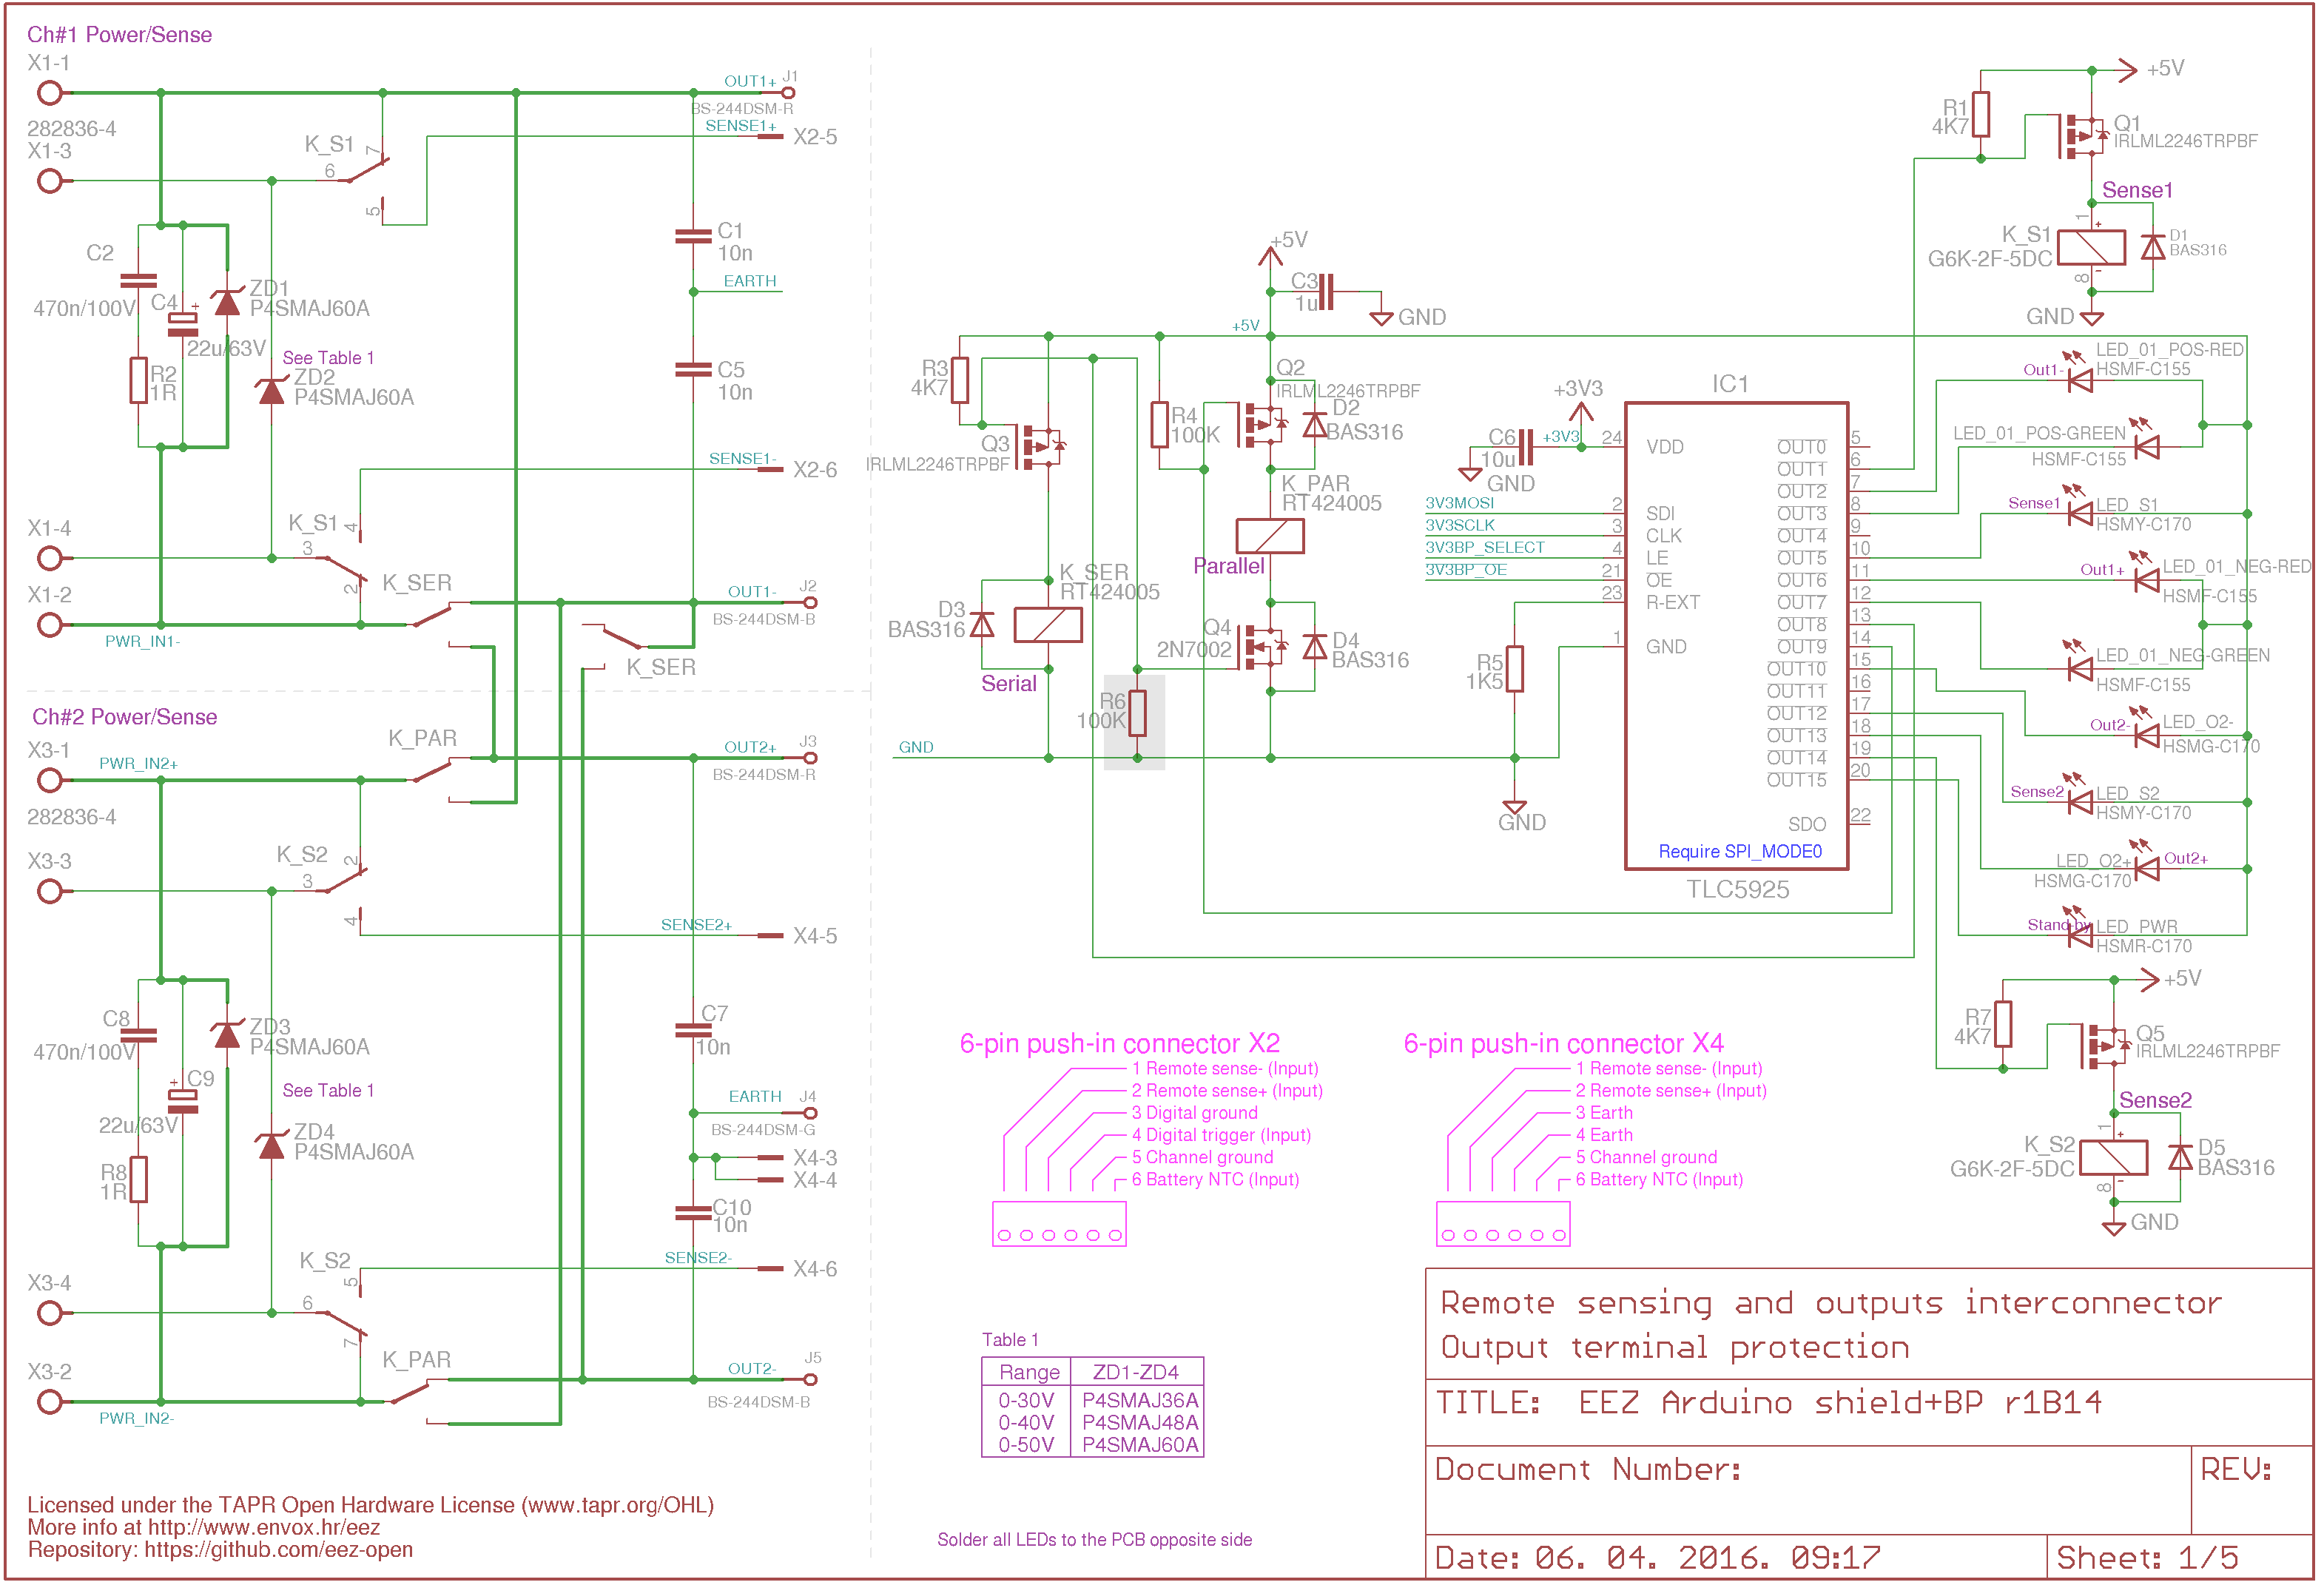 Ch#1 Power/Sense
X1-1
282836-4
X1-3
OUT1+
J1
BS-244DSM-R
SENSE1+
X2-5
K_S1
7
6
5
C2
470n/100V
C4
+
22u/63V
ZD1
P4SMAJ60A
See Table 1
ZD2
P4SMAJ60A
R2
1R
C1
10n
EARTH
C5
10n
SENSE1-
X2-6
X1-4
K_S1
4
3
2
X1-2
PWR_IN1-
K_SER
OUT1-
J2
BS-244DSM-B
K_SER
Ch#2 Power/Sense
X3-1
PWR_IN2+
282836-4
K_PAR
OUT2+
J3
BS-244DSM-R
X3-3
K_S2
2
3
4
SENSE2+
X4-5
C8
470n/100V
C9
+
22u/63V
ZD3
P4SMAJ60A
See Table 1
ZD4
P4SMAJ60A
R8
1R
C7
10n
EARTH
J4
BS-244DSM-G
X4-3
X4-4
C10
10n
SENSE2-
X4-6
X3-4
K_S2
5
6
7
X3-2
PWR_IN2-
K_PAR
OUT2-
J5
BS-244DSM-B
Licensed under the TAPR Open Hardware License (www.tapr.org/OHL)
More info at http://www.envox.hr/eez
Repository: https://github.com/eez-open
+5V
C3
1u
GND
+5V
R3
4K7
Q3
IRLML2246TRPBF
R4
100K
Q2
IRLML2246TRPBF
D2
BAS316
K_PAR
RT424005
Parallel
K_SER
RT424005
D3
BAS316
Serial
Q4
2N7002
D4
BAS316
R6
100K
GND
+3V3
C6
10u
+3V3
GND
3V3MOSI
3V3SCLK
3V3BP_SELECT
3V3BP_OE
R5
1K5
GND
IC1
24 VDD
2 SDI
3 CLK
4 LE
21 OE
23 R-EXT
1 GND
OUT0 5
OUT1 6
OUT2 7
OUT3 8
OUT4 9
OUT5 10
OUT6 11
OUT7 12
OUT8 13
OUT9 14
OUT10 15
OUT11 16
OUT12 17
OUT13 18
OUT14 19
OUT15 20
SDO 22
Require SPI_MODE0
TLC5925
+5V
R1
4K7
Q1
IRLML2246TRPBF
Sense1
K_S1
G6K-2F-5DC
1
+
8
-
D1
BAS316
GND
Out1-
LED_01_POS-RED
HSMF-C155
LED_01_POS-GREEN
HSMF-C155
Sense1
LED_S1
HSMY-C170
Out1+
LED_01_NEG-RED
HSMF-C155
LED_01_NEG-GREEN
HSMF-C155
Out2-
LED_O2-
HSMG-C170
Sense2
LED_S2
HSMY-C170
LED_O2+
HSMG-C170
Out2+
Stand-by
LED_PWR
HSMR-C170
+5V
R7
4K7
Q5
IRLML2246TRPBF
Sense2
K_S2
G6K-2F-5DC
1
+
8
-
D5
BAS316
GND
6-pin push-in connector X2
1 Remote sense- (Input)
2 Remote sense+ (Input)
3 Digital ground
4 Digital trigger (Input)
5 Channel ground
6 Battery NTC (Input)
6-pin push-in connector X4
1 Remote sense- (Input)
2 Remote sense+ (Input)
3 Earth
4 Earth
5 Channel ground
6 Battery NTC (Input)
Table 1
Range ZD1-ZD4
0-30V P4SMAJ36A
0-40V P4SMAJ48A
0-50V P4SMAJ60A
Solder all LEDs to the PCB opposite side
Remote sensing and outputs interconnector
Output terminal protection
TITLE: EEZ Arduino shield+BP r1B14
Document Number:
REV:
Date: 06. 04. 2016. 09:17
Sheet: 1/5